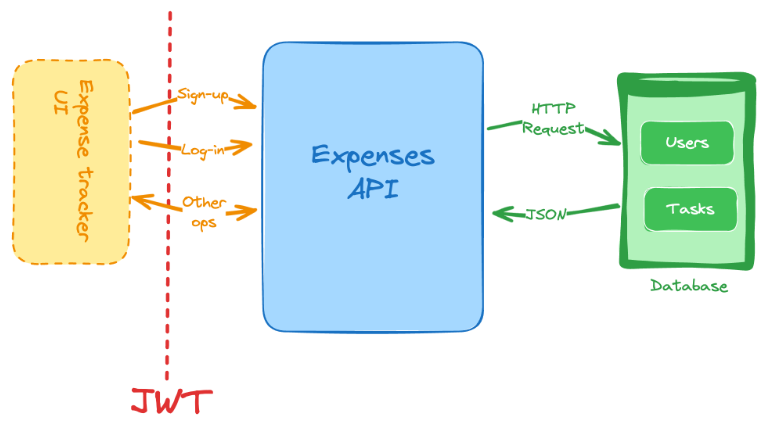 Expense tracker
UI
Sign-up
Log-in
Other
ops
Expenses
API
HTTP
Request
JSON
Users
Tasks
Database
JWT